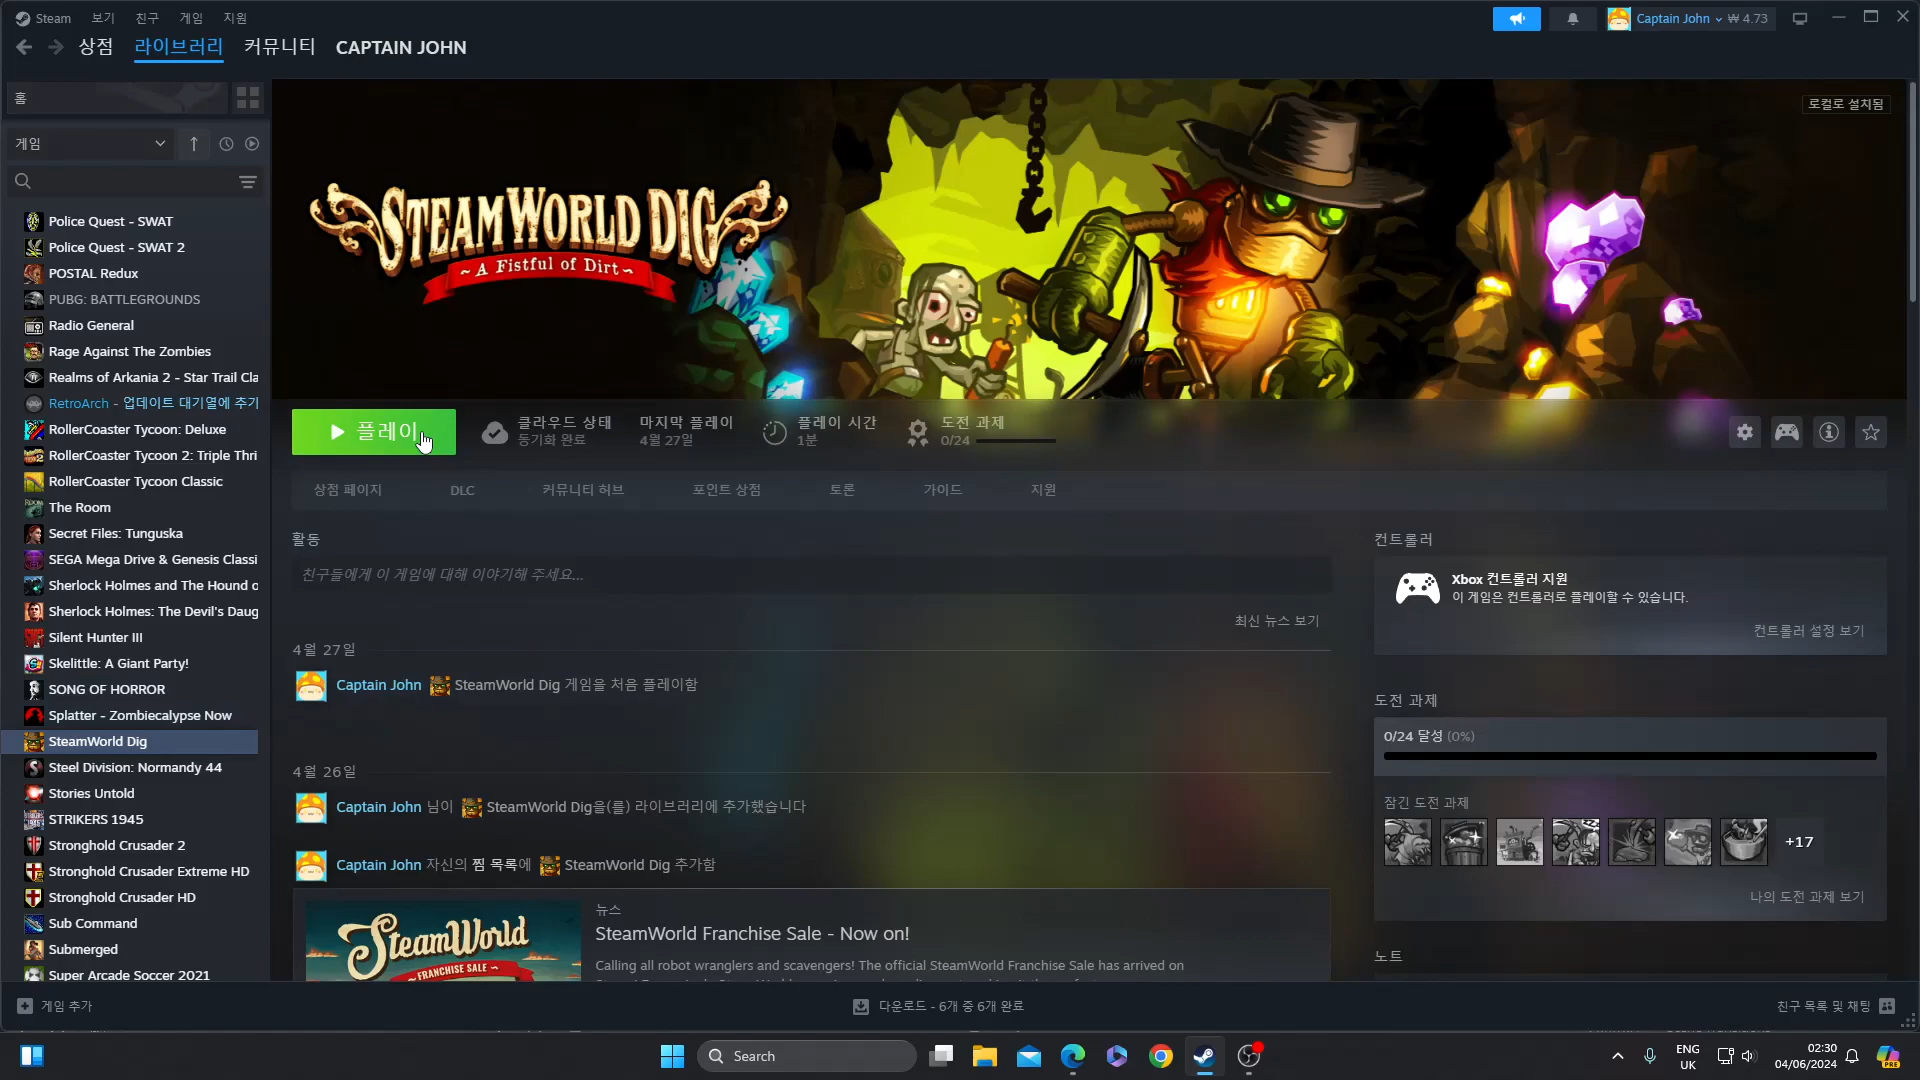 Steam 보기 친구 게임 지원
Captain John ₩ 4.73
상점 라이브러리 커뮤니티 CAPTAIN JOHN
홈
게임
Police Quest - SWAT
Police Quest - SWAT 2
POSTAL Redux
PUBG: BATTLEGROUNDS
Radio General
Rage Against The Zombies
Realms of Arkania 2 - Star Trail Cla
RetroArch - 업데이트 대기열에 추가
RollerCoaster Tycoon: Deluxe
RollerCoaster Tycoon 2: Triple Thri
RollerCoaster Tycoon Classic
The Room
Secret Files: Tunguska
SEGA Mega Drive & Genesis Classi
Sherlock Holmes and The Hound o
Sherlock Holmes: The Devil's Daug
Silent Hunter III
Skelittle: A Giant Party!
SONG OF HORROR
Splatter - Zombiecalypse Now
SteamWorld Dig
Steel Division: Normandy 44
Stories Untold
STRIKERS 1945
Stronghold Crusader 2
Stronghold Crusader Extreme HD
Stronghold Crusader HD
Sub Command
Submerged
Super Arcade Soccer 2021
로컬로 설치됨
STEAMWORLD DIG
~ A Fistful of Dirt ~
플레이
클라우드 상태
동기화 완료
마지막 플레이
4월 27일
플레이 시간
1분
도전 과제
0/24
상점 페이지 DLC 커뮤니티 허브 포인트 상점 토론 가이드 지원
활동
친구들에게 이 게임에 대해 이야기해 주세요...
최신 뉴스 보기
4월 27일
Captain John SteamWorld Dig 게임을 처음 플레이함
4월 26일
Captain John 님이 SteamWorld Dig을(를) 라이브러리에 추가했습니다
Captain John 자신의 찜 목록에 SteamWorld Dig 추가함
SteamWorld
FRANCHISE SALE
뉴스
SteamWorld Franchise Sale - Now on!
Calling all robot wranglers and scavengers! The official SteamWorld Franchise Sale has arrived on
컨트롤러
Xbox 컨트롤러 지원
이 게임은 컨트롤러로 플레이할 수 있습니다.
컨트롤러 설정 보기
도전 과제
0/24 달성 (0%)
잠긴 도전 과제
+17
나의 도전 과제 보기
노트
게임 추가
다운로드 - 6개 중 6개 완료
친구 목록 및 채팅
Search
ENG
UK
02:30
04/06/2024
PRE